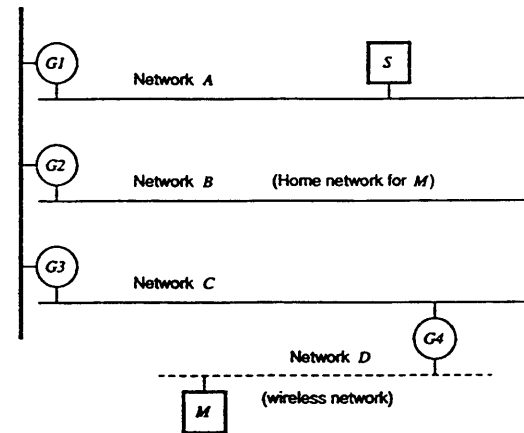 G1
Network A
S
G2
Network B (Home network for M)
G3
Network C
G4
Network D
M
(wireless network)